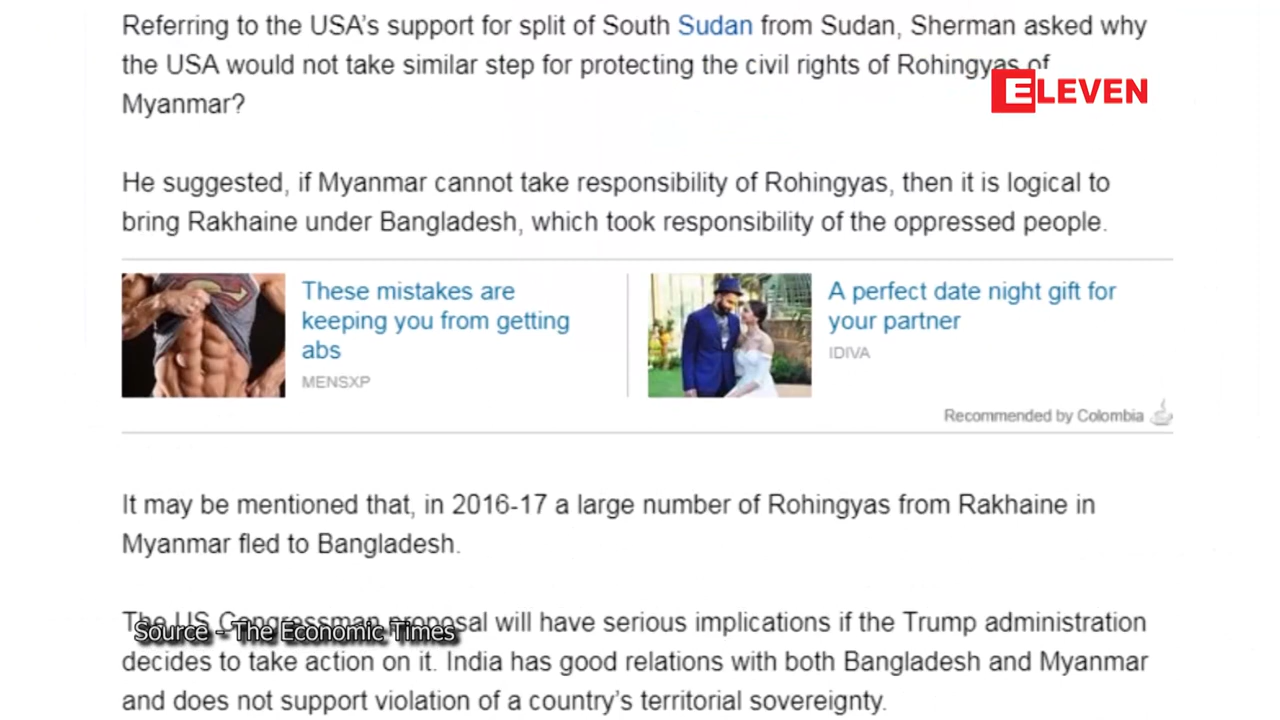 Referring to the USA's support for split of South Sudan from Sudan, Sherman asked why
the USA would not take similar step for protecting the civil rights of Rohingyas of
ELEVEN
Myanmar?
He suggested, if Myanmar cannot take responsibility of Rohingyas, then it is logical to
bring Rakhaine under Bangladesh, which took responsibility of the oppressed people.
These mistakes are
keeping you from getting
abs
MENSXP
A perfect date night gift for
your partner
IDIVA
Recommended by Colombia
It may be mentioned that, in 2016-17 a large number of Rohingyas from Rakhaine in
Myanmar fled to Bangladesh.
The US Congressman proposal will have serious implications if the Trump administration
Source - The Economic Times
decides to take action on it. India has good relations with both Bangladesh and Myanmar
and does not support violation of a country's territorial sovereignty.